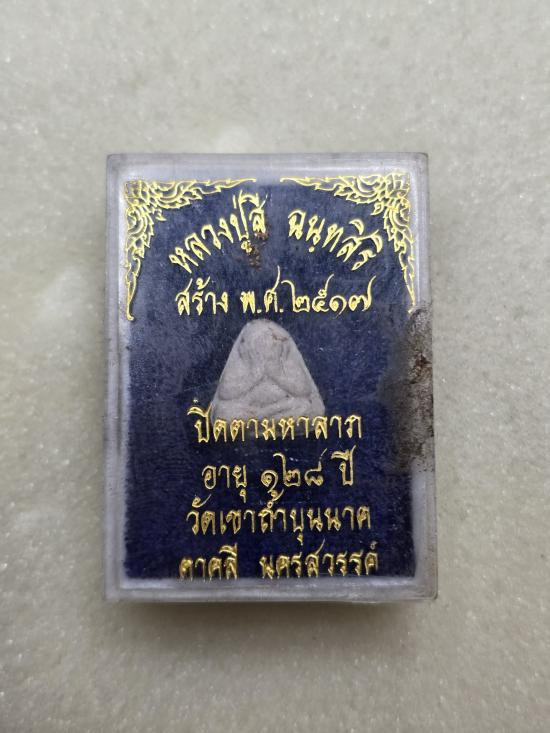 หลวงปู่สี ฉนฺทสิริ
สร้าง พ.ศ.๒๕๑๗
ปิดตามหาลาภ
อายุ ๑๒๘ ปี
วัดเขาถ้ำบุนนาค
ตาคลี นครสวรรค์